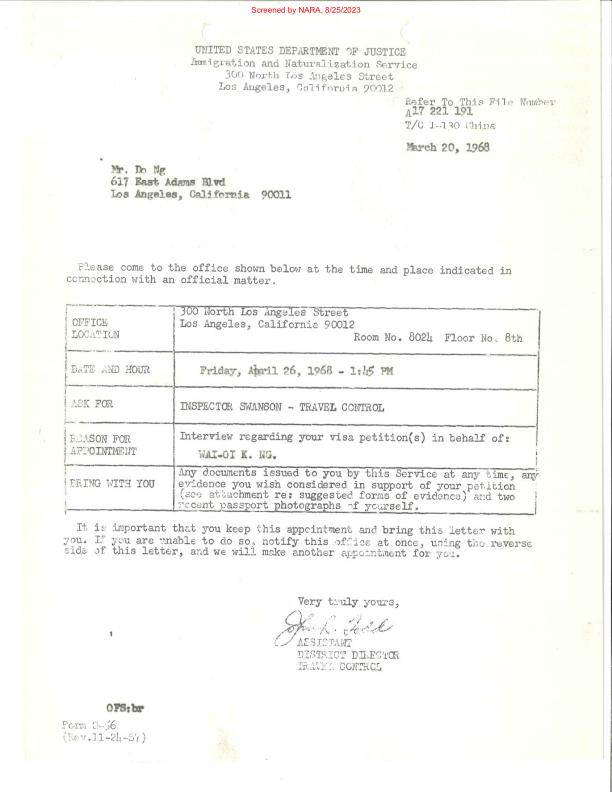 Screened by NARA, 8/25/2023
UNITED STATES DEPARTMENT OF JUSTICE
Immigration and Naturalization Service
300 North Los Angeles Street
Los Angeles, California 90012
Refer To This File Number
A17 221 191
T/C I-130 China
March 20, 1968
Mr. Do Ng
617 East Adams Blvd
Los Angeles, California 90011
Please come to the office shown below at the time and place indicated in
connection with an official matter.
OFFICE
LOCATION
300 North Los Angeles Street
Los Angeles, California 90012
Room No. 8024 Floor No. 8th
DATE AND HOUR
Friday, April 26, 1968 - 1:45 PM
ASK FOR
INSPECTOR SWANSON - TRAVEL CONTROL
REASON FOR
APPOINTMENT
Interview regarding your visa petition(s) in behalf of:
WAI-OI K. NG.
BRING WITH YOU
Any documents issued to you by this Service at any time, any
evidence you wish considered in support of your petition
(see attachment re: suggested forms of evidence) and two
recent passport photographs of yourself.
It is important that you keep this appointment and bring this letter with
you. If you are unable to do so, notify this office at once, using the reverse
side of this letter, and we will make another appointment for you.
Very truly yours,
John L. Todd
ASSISTANT
DISTRICT DIRECTOR
TRAVEL CONTROL
OFS:br
Form G-56
(Rev.11-24-67)